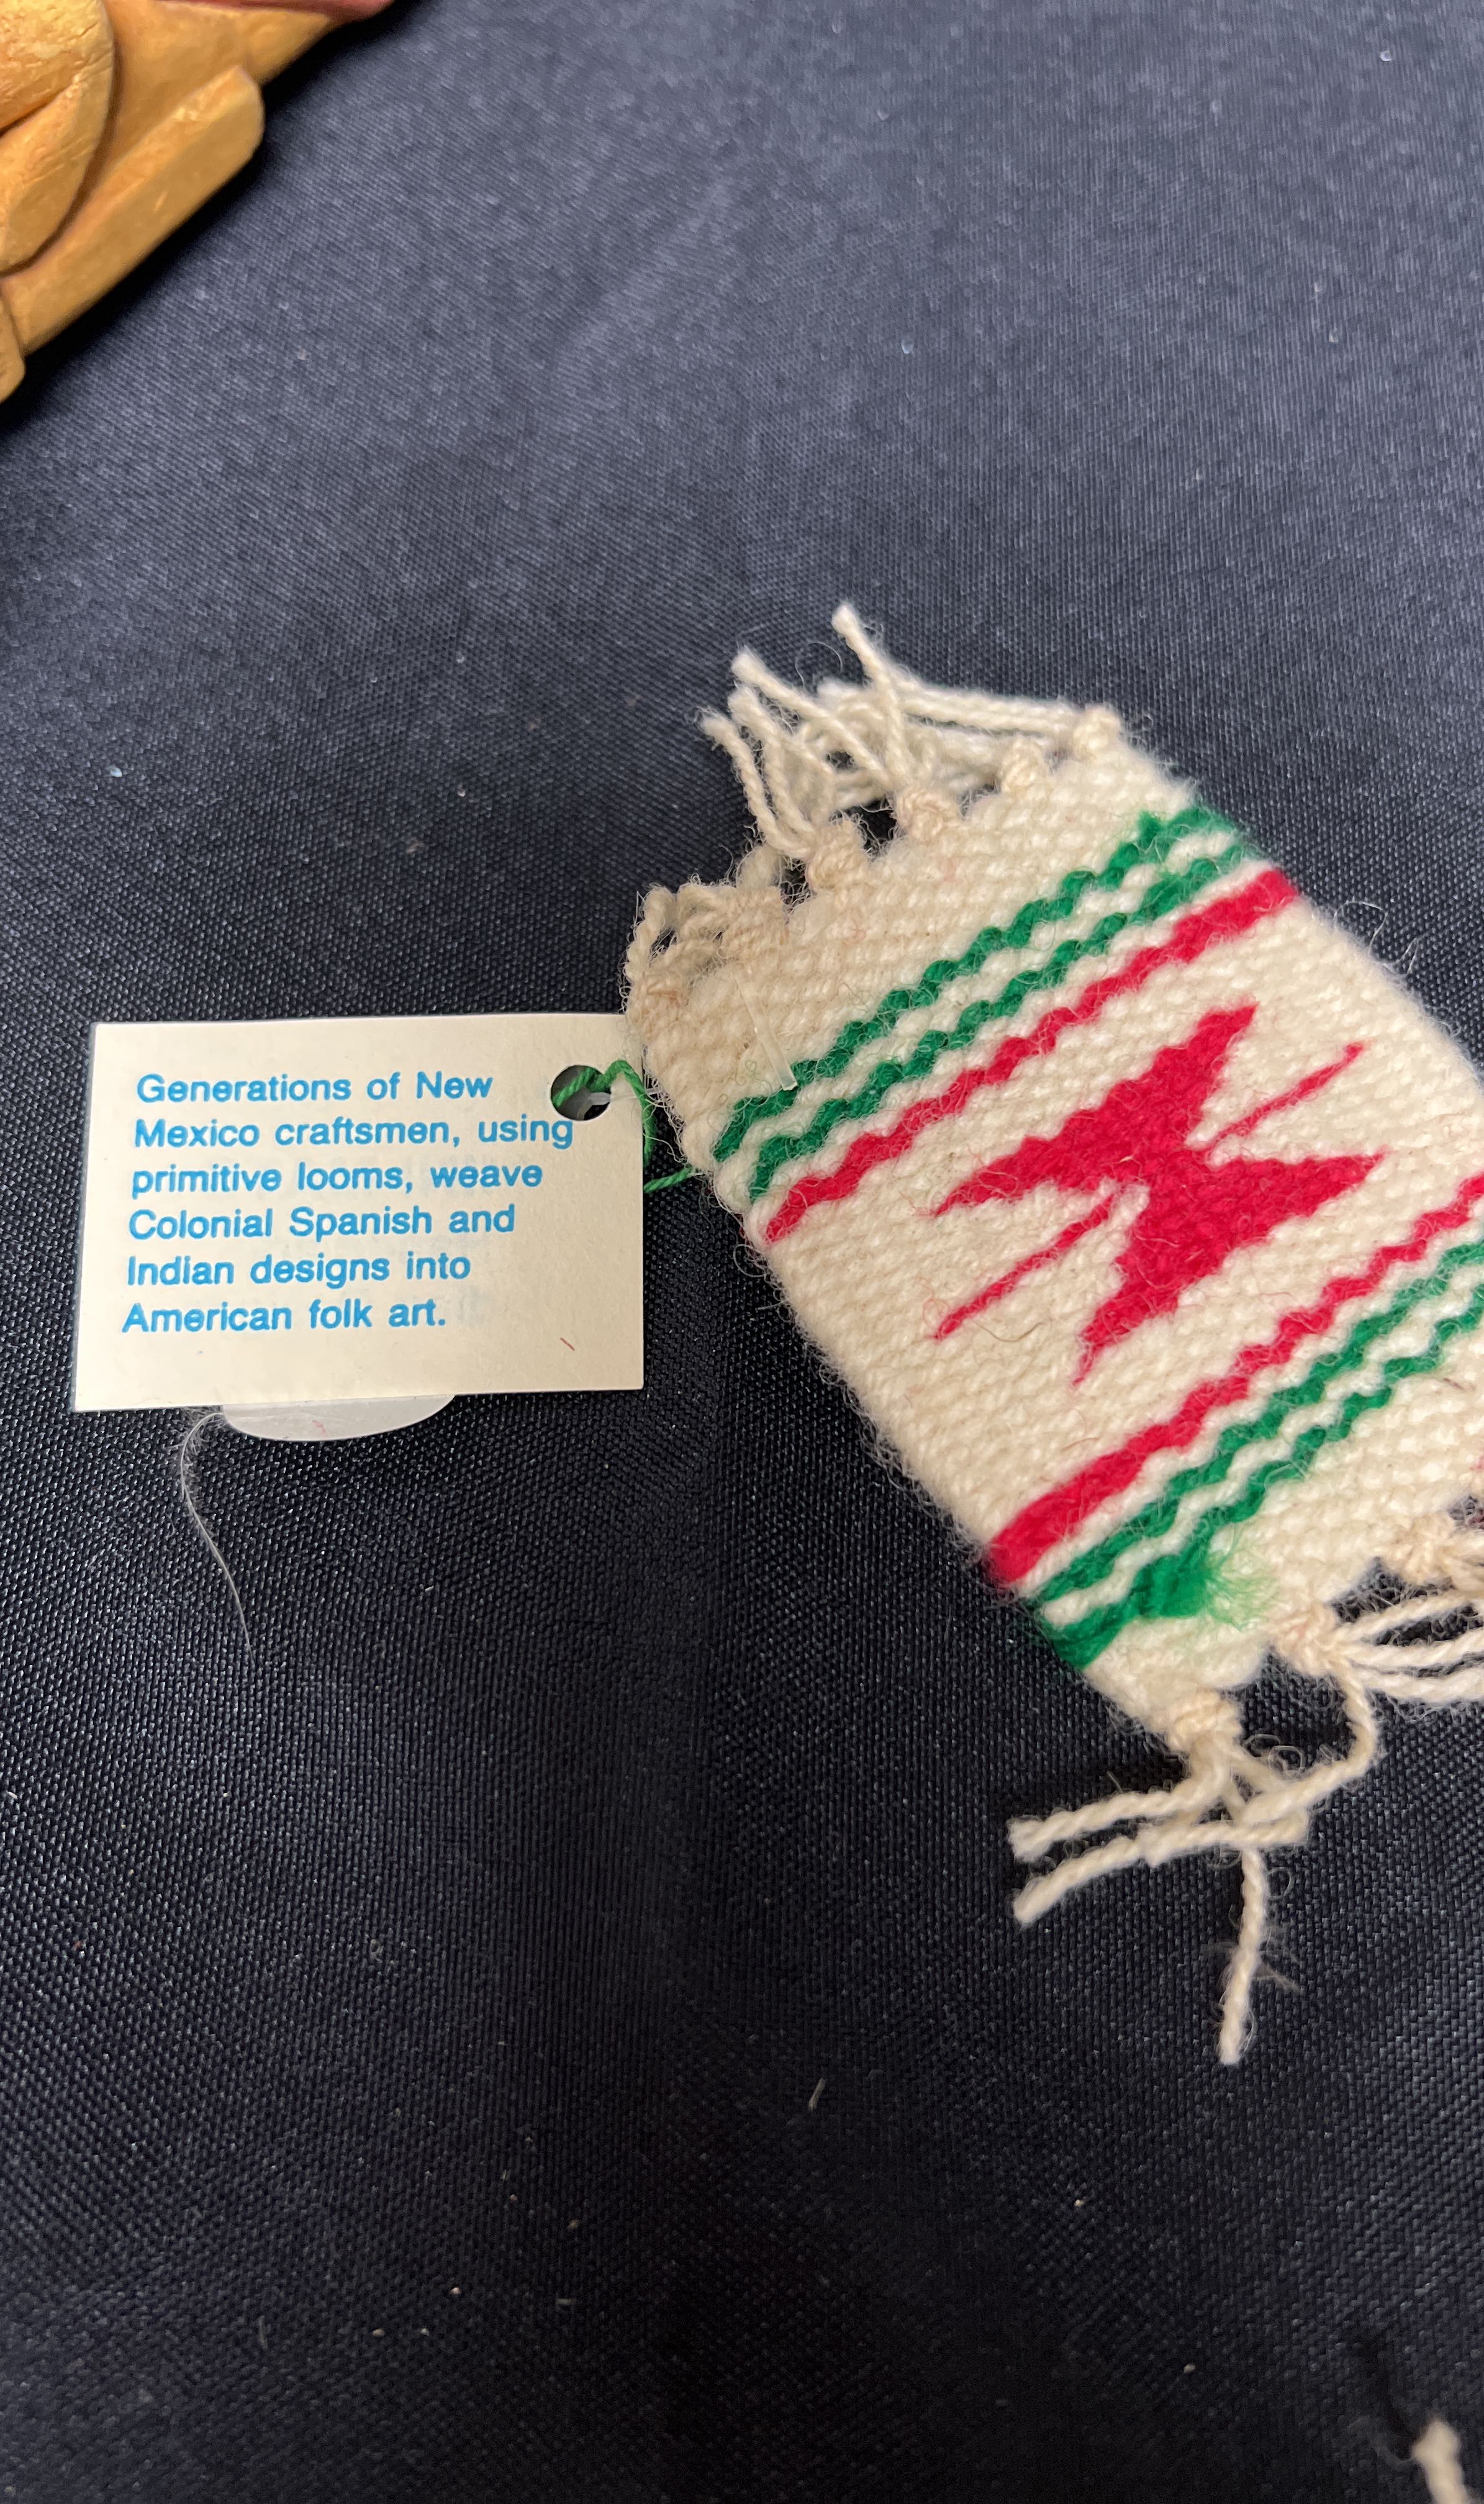 Generations of New
Mexico craftsmen, using
primitive looms, weave
Colonial Spanish and
Indian designs into
American folk art.